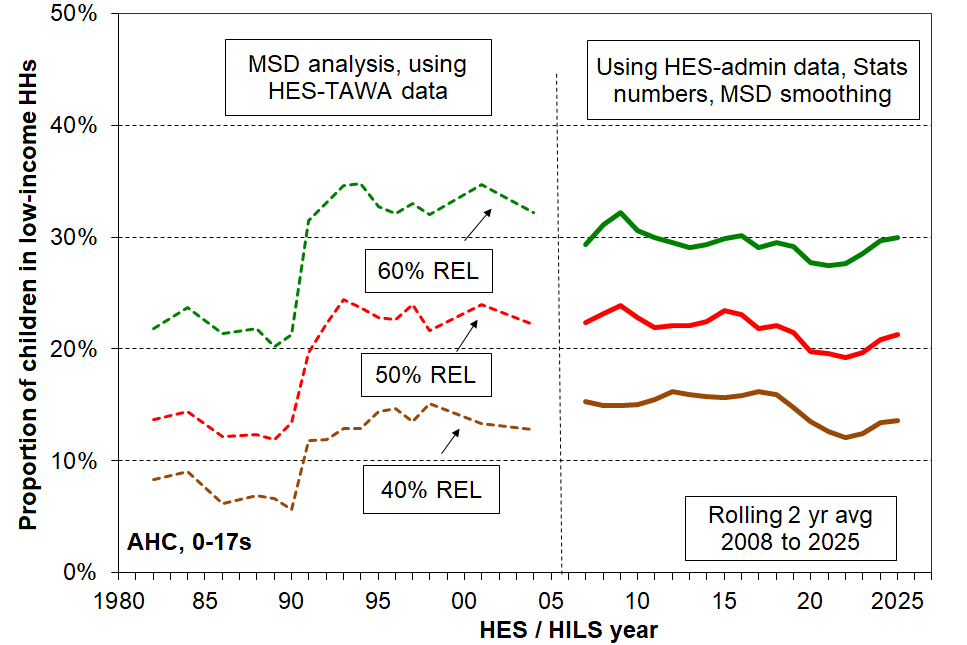 50%
40%
30%
20%
10%
0%
Proportion of children in low-income HHs
MSD analysis, using
HES-TAWA data
Using HES-admin data, Stats
numbers, MSD smoothing
60% REL
50% REL
40% REL
Rolling 2 yr avg
2008 to 2025
AHC, 0-17s
1980 85 90 95 00 05 10 15 20 2025
HES / HILS year